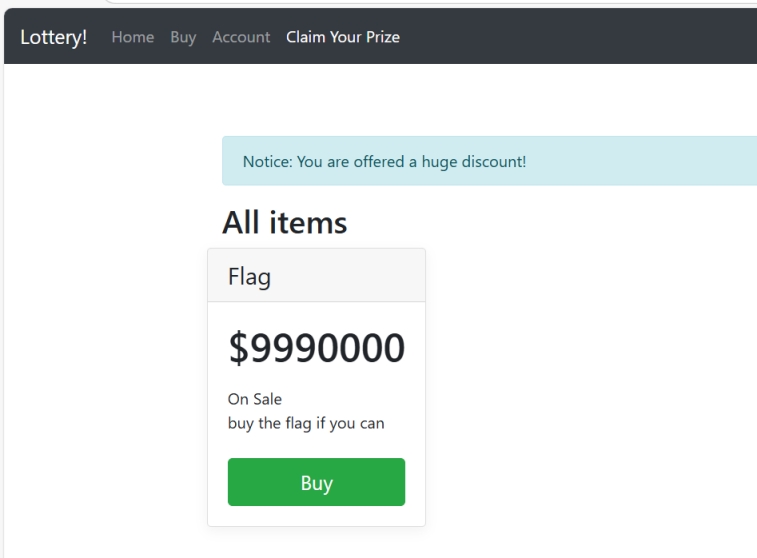 Lottery! Home Buy Account Claim Your Prize
Notice: You are offered a huge discount!
All items
Flag
$9990000
On Sale
buy the flag if you can
Buy